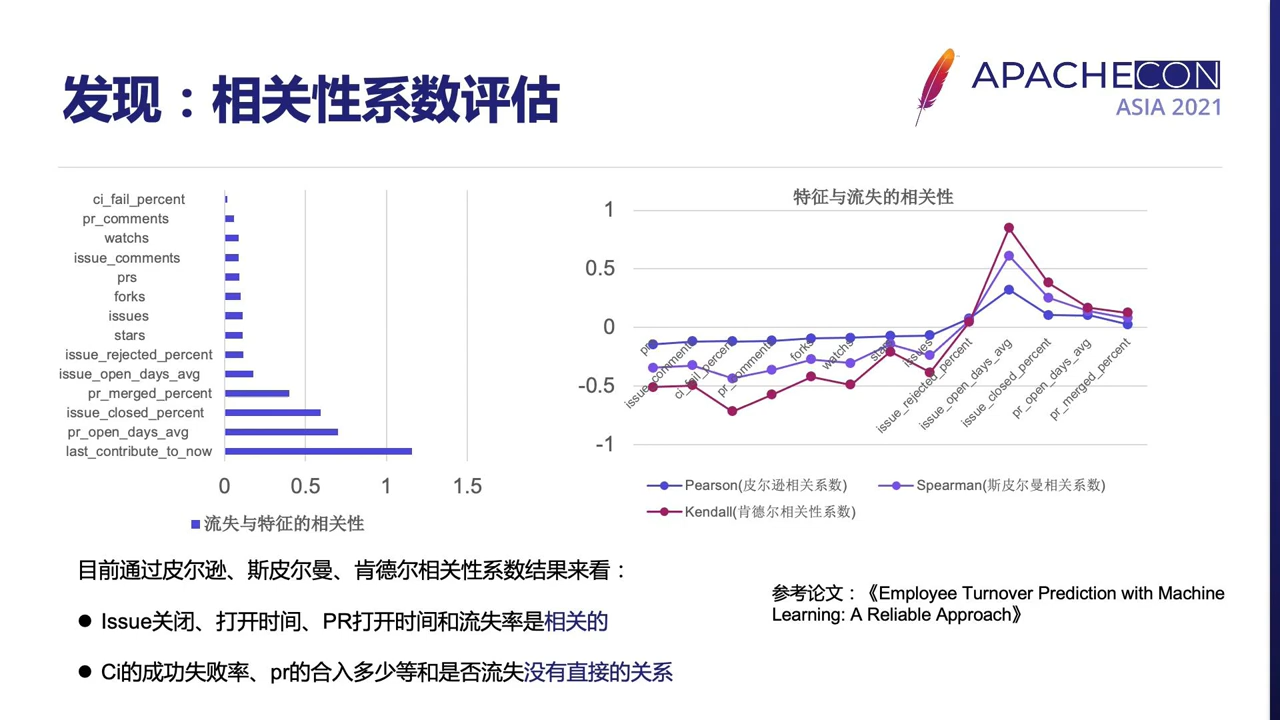 发现：相关性系数评估
APACHECON
ASIA 2021
ci_fail_percent
pr_comments
watchs
issue_comments
prs
forks
issues
stars
issue_rejected_percent
issue_open_days_avg
pr_merged_percent
issue_closed_percent
pr_open_days_avg
last_contribute_to_now
0
0.5
1
1.5
流失与特征的相关性
特征与流失的相关性
1
0.5
0
-0.5
-1
prs
issue_comments
ci_fail_percent
pr_comments
forks
watchs
stars
issues
issue_rejected_percent
issue_open_days_avg
issue_closed_percent
pr_open_days_avg
pr_merged_percent
Pearson(皮尔逊相关系数)
Spearman(斯皮尔曼相关系数)
Kendall(肯德尔相关性系数)
目前通过皮尔逊、斯皮尔曼、肯德尔相关性系数结果来看：
● Issue关闭、打开时间、PR打开时间和流失率是相关的
● Ci的成功失败率、pr的合入多少等和是否流失没有直接的关系
参考论文：《Employee Turnover Prediction with Machine
Learning: A Reliable Approach》